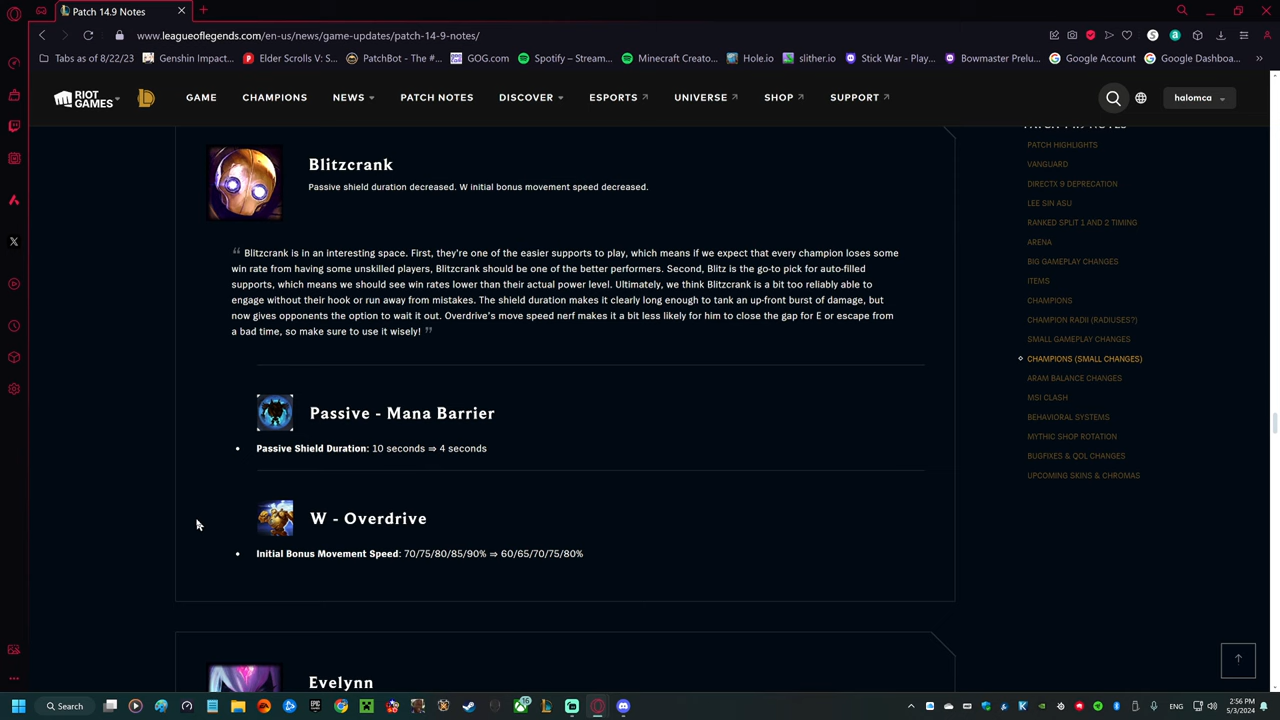 Patch 14.9 Notes
www.leagueoflegends.com/en-us/news/game-updates/patch-14-9-notes/
Tabs as of 8/22/23
Genshin Impact...
Elder Scrolls V: S...
PatchBot - The #...
GOG.com
Spotify – Stream...
Minecraft Creato...
Hole.io
slither.io
Stick War - Play...
Bowmaster Prelu...
Google Account
Google Dashboa...
RIOT GAMES
GAME
CHAMPIONS
NEWS
PATCH NOTES
DISCOVER
ESPORTS
UNIVERSE
SHOP
SUPPORT
halomca
Blitzcrank
Passive shield duration decreased. W initial bonus movement speed decreased.
“ Blitzcrank is in an interesting space. First, they're one of the easier supports to play, which means if we expect that every champion loses some
win rate from having some unskilled players, Blitzcrank should be one of the better performers. Second, Blitz is the go-to pick for auto-filled
supports, which means we should see win rates lower than their actual power level. Ultimately, we think Blitzcrank is a bit too reliably able to
engage without their hook or run away from mistakes. The shield duration makes it clearly long enough to tank an up-front burst of damage, but
now gives opponents the option to wait it out. Overdrive's move speed nerf makes it a bit less likely for him to close the gap for E or escape from
a bad time, so make sure to use it wisely! ”
Passive - Mana Barrier
• Passive Shield Duration: 10 seconds ⇒ 4 seconds
W - Overdrive
• Initial Bonus Movement Speed: 70/75/80/85/90% ⇒ 60/65/70/75/80%
Evelynn
PATCH 14.9 NOTES
PATCH HIGHLIGHTS
VANGUARD
DIRECTX 9 DEPRECATION
LEE SIN ASU
RANKED SPLIT 1 AND 2 TIMING
ARENA
BIG GAMEPLAY CHANGES
ITEMS
CHAMPIONS
CHAMPION RADII (RADIUSES?)
SMALL GAMEPLAY CHANGES
CHAMPIONS (SMALL CHANGES)
ARAM BALANCE CHANGES
MSI CLASH
BEHAVIORAL SYSTEMS
MYTHIC SHOP ROTATION
BUGFIXES & QOL CHANGES
UPCOMING SKINS & CHROMAS
Search
2:56 PM
5/3/2024